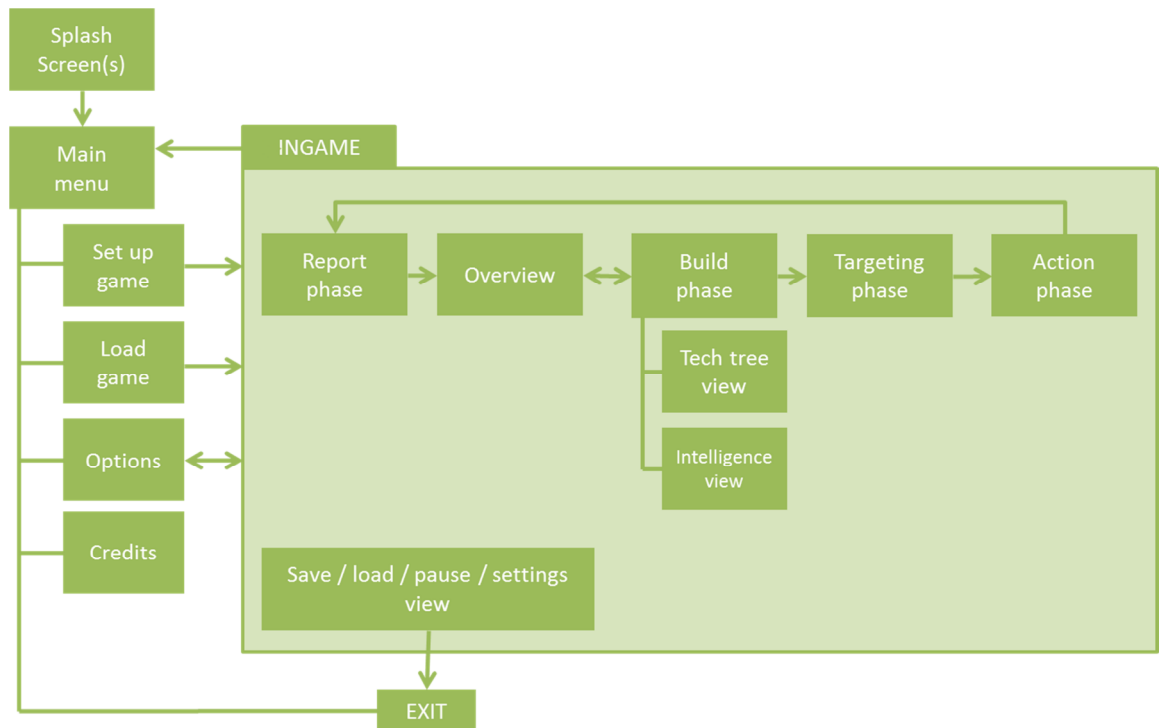 Splash
Screen(s)
Main
menu
INGAME
Set up
game
Report
phase
Overview
Build
phase
Targeting
phase
Action
phase
Load
game
Tech tree
view
Options
Intelligence
view
Credits
Save / load / pause / settings
view
EXIT